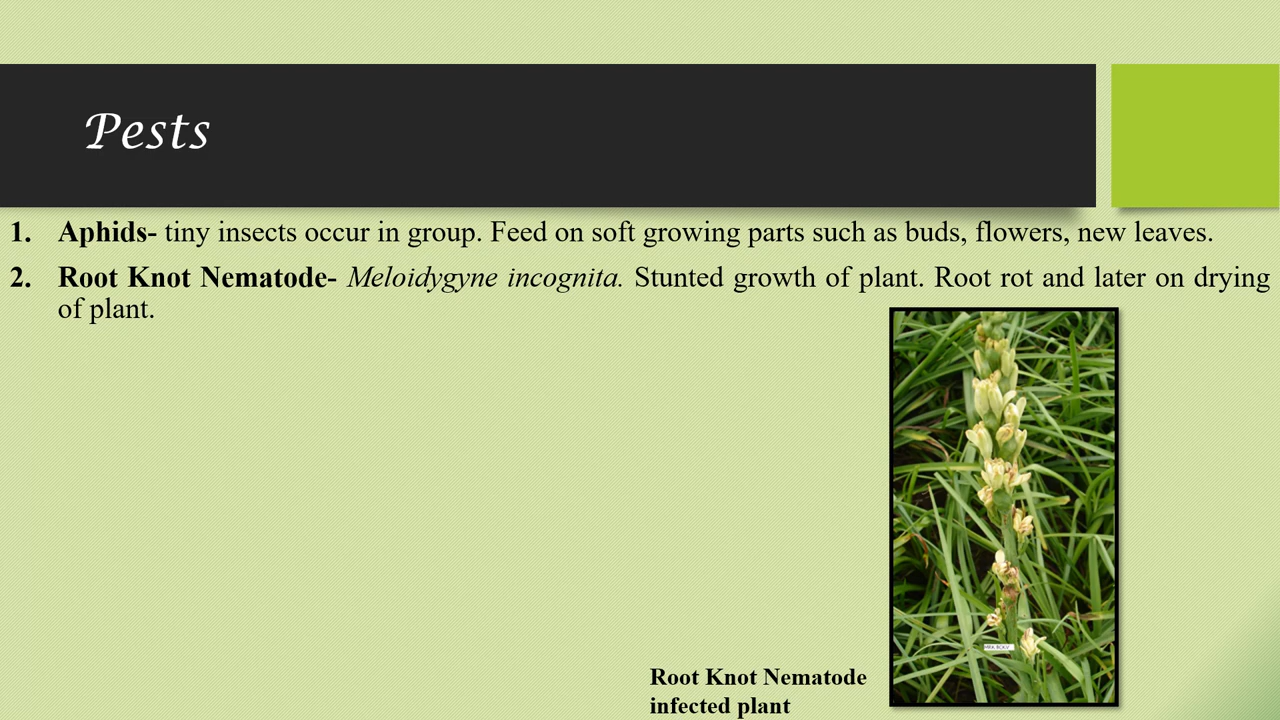 Pests
1. Aphids- tiny insects occur in group. Feed on soft growing parts such as buds, flowers, new leaves.
2. Root Knot Nematode- Meloidygyne incognita. Stunted growth of plant. Root rot and later on drying
of plant.
Root Knot Nematode
infected plant